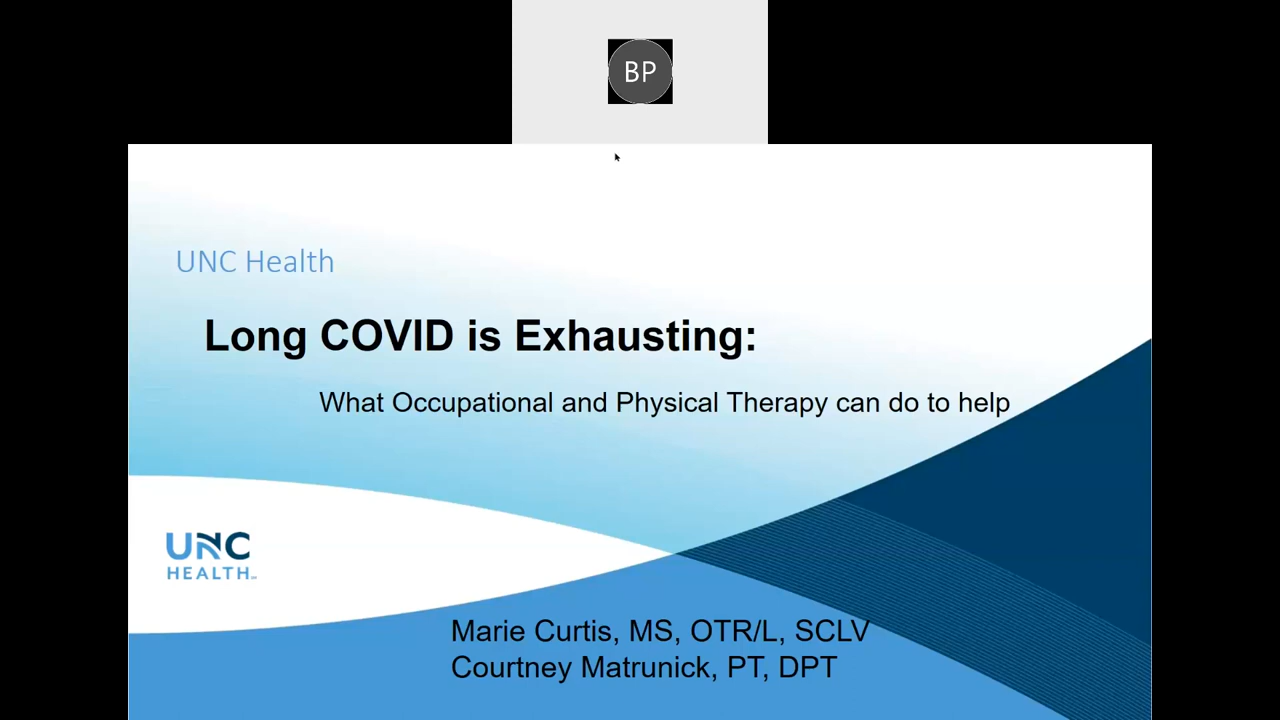 BP
UNC Health
Long COVID is Exhausting:
What Occupational and Physical Therapy can do to help
UNC
HEALTH
Marie Curtis, MS, OTR/L, SCLV
Courtney Matrunick, PT, DPT